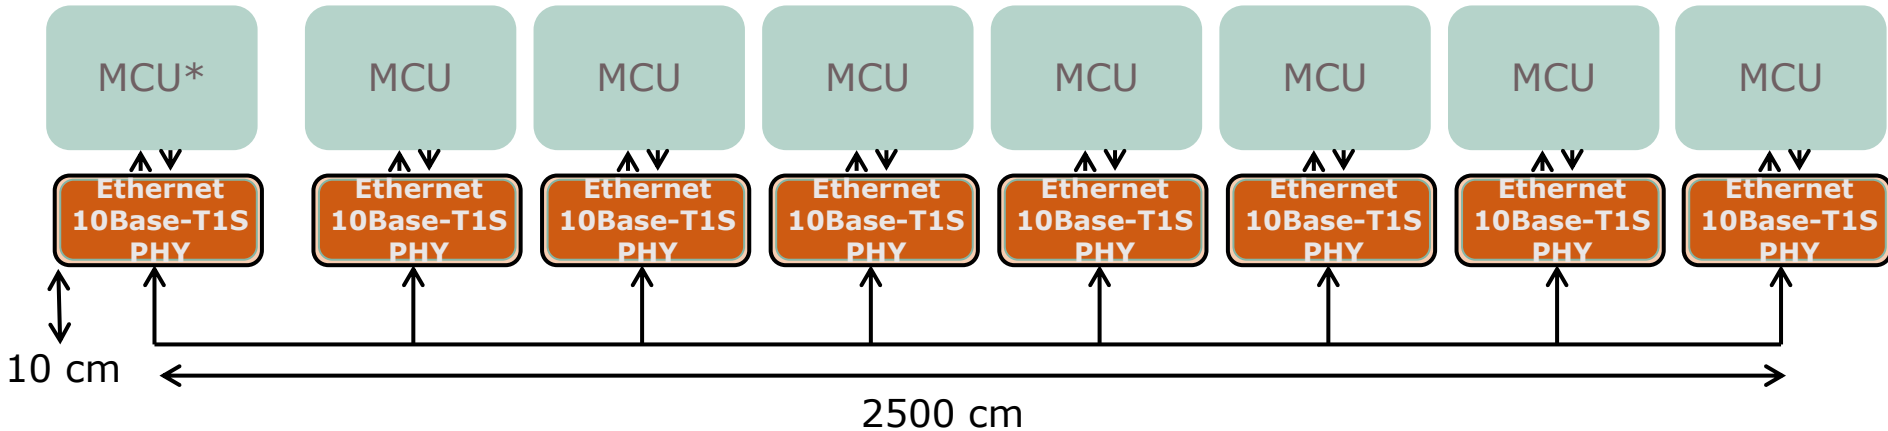 MCU*
MCU
MCU
MCU
MCU
MCU
MCU
MCU
Ethernet
10Base-T1S
PHY
Ethernet
10Base-T1S
PHY
Ethernet
10Base-T1S
PHY
Ethernet
10Base-T1S
PHY
Ethernet
10Base-T1S
PHY
Ethernet
10Base-T1S
PHY
Ethernet
10Base-T1S
PHY
Ethernet
10Base-T1S
PHY
10 cm
2500 cm